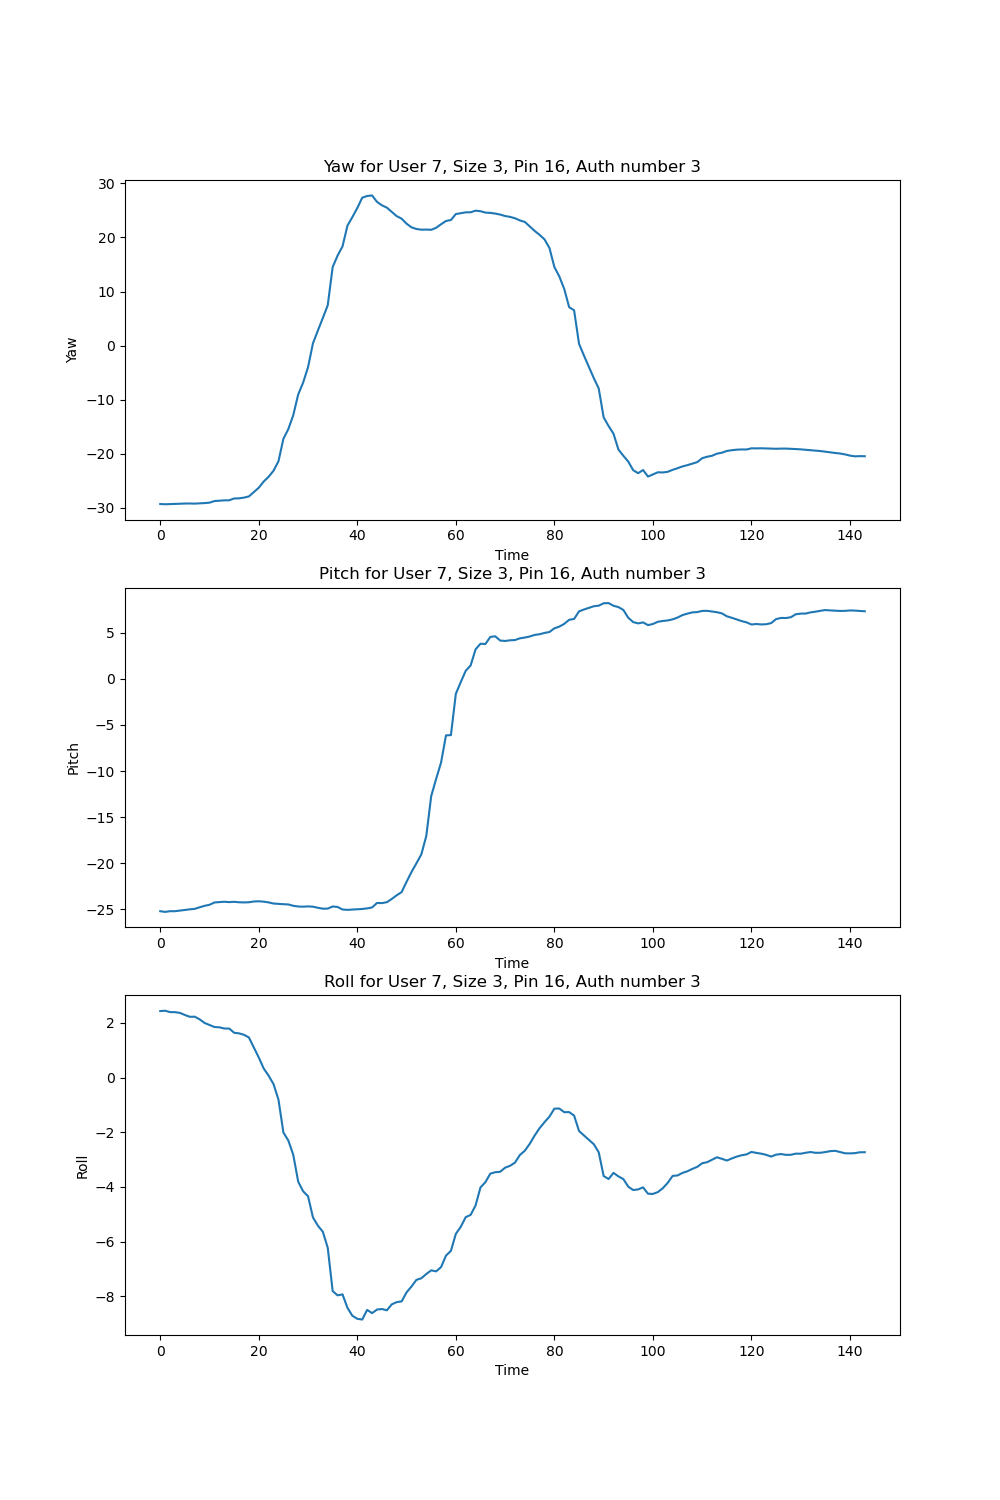 Yaw for User 7, Size 3, Pin 16, Auth number 3
30
20
10
0
−10
−20
−30
Yaw
0 20 40 60 80 100 120 140
Time
Pitch for User 7, Size 3, Pin 16, Auth number 3
5
0
−5
−10
−15
−20
−25
Pitch
0 20 40 60 80 100 120 140
Time
Roll for User 7, Size 3, Pin 16, Auth number 3
2
0
−2
−4
−6
−8
Roll
0 20 40 60 80 100 120 140
Time